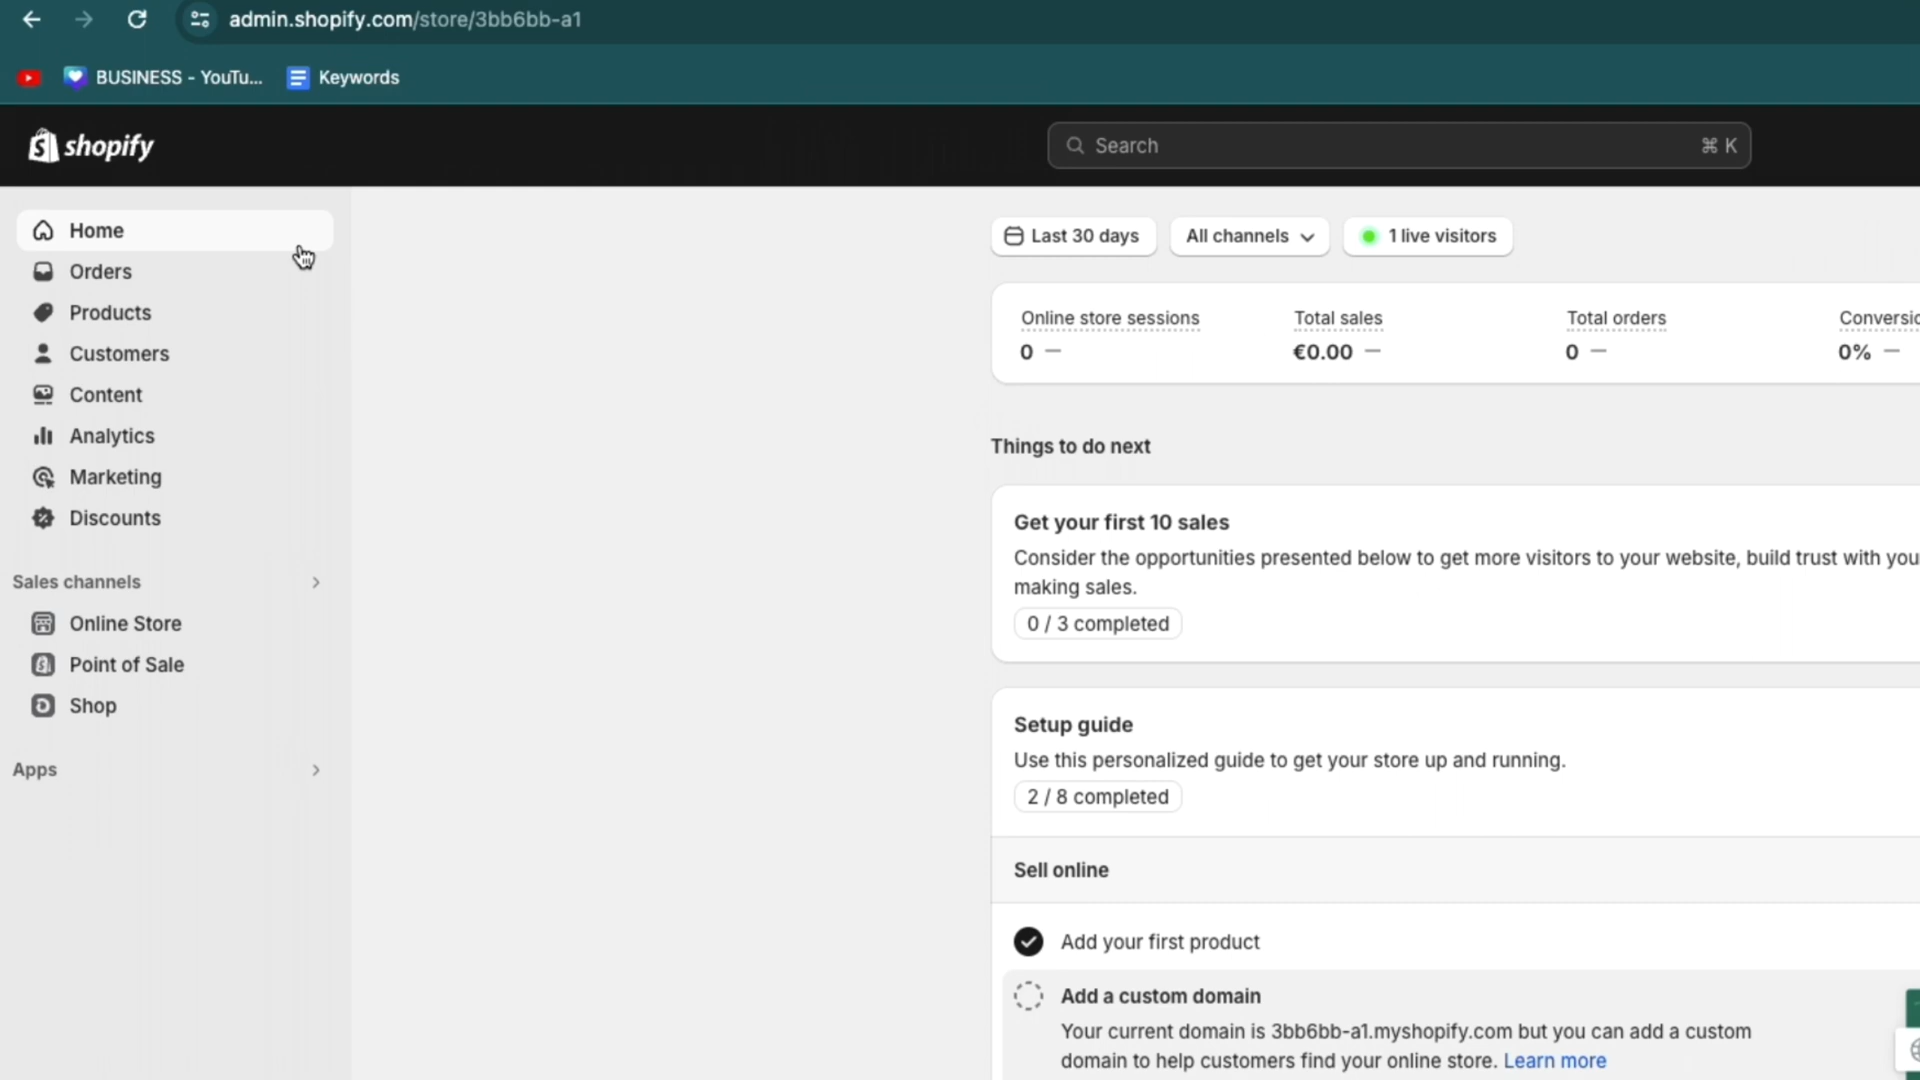 admin.shopify.com/store/3bb6bb-a1
BUSINESS - YouTu...
Keywords
shopify
Search
⌘ K
Home
Orders
Products
Customers
Content
Analytics
Marketing
Discounts
Sales channels
Online Store
Point of Sale
Shop
Apps
Last 30 days
All channels
1 live visitors
Online store sessions
0 —
Total sales
€0.00 —
Total orders
0 —
Conversio
0% —
Things to do next
Get your first 10 sales
Consider the opportunities presented below to get more visitors to your website, build trust with you
making sales.
0 / 3 completed
Setup guide
Use this personalized guide to get your store up and running.
2 / 8 completed
Sell online
Add your first product
Add a custom domain
Your current domain is 3bb6bb-a1.myshopify.com but you can add a custom
domain to help customers find your online store. Learn more